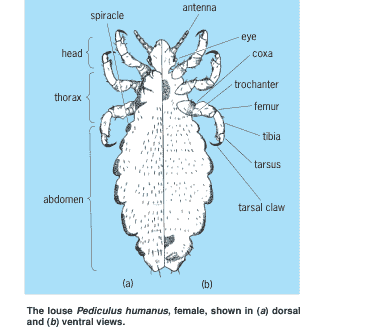 antenna
spiracle
eye
head
coxa
trochanter
thorax
femur
tibia
tarsus
abdomen
tarsal claw
(a) (b)
The louse Pediculus humanus, female, shown in (a) dorsal
and (b) ventral views.